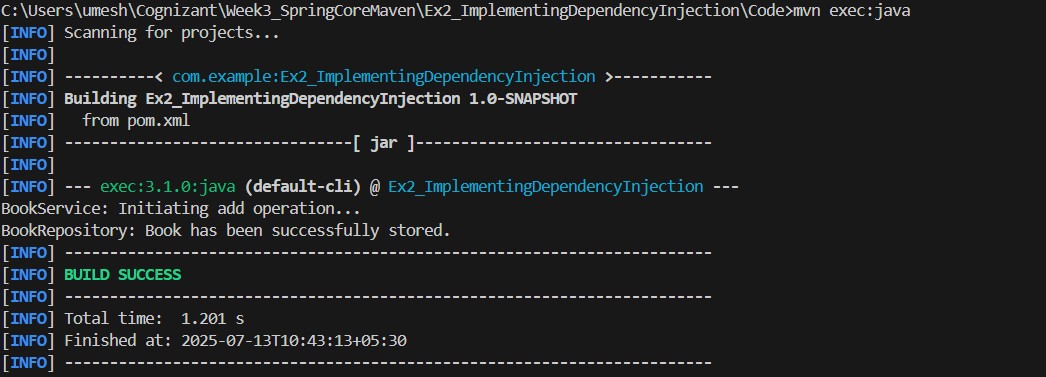 C:\Users\umesh\Cognizant\Week3_SpringCoreMaven\Ex2_ImplementingDependencyInjection\Code>mvn exec:java
[INFO] Scanning for projects...
[INFO]
[INFO] ----------< com.example:Ex2_ImplementingDependencyInjection >-----------
[INFO] Building Ex2_ImplementingDependencyInjection 1.0-SNAPSHOT
[INFO]   from pom.xml
[INFO] --------------------------------[ jar ]---------------------------------
[INFO]
[INFO] --- exec:3.1.0:java (default-cli) @ Ex2_ImplementingDependencyInjection ---
BookService: Initiating add operation...
BookRepository: Book has been successfully stored.
[INFO] ------------------------------------------------------------------------
[INFO] BUILD SUCCESS
[INFO] ------------------------------------------------------------------------
[INFO] Total time:  1.201 s
[INFO] Finished at: 2025-07-13T10:43:13+05:30
[INFO] ------------------------------------------------------------------------